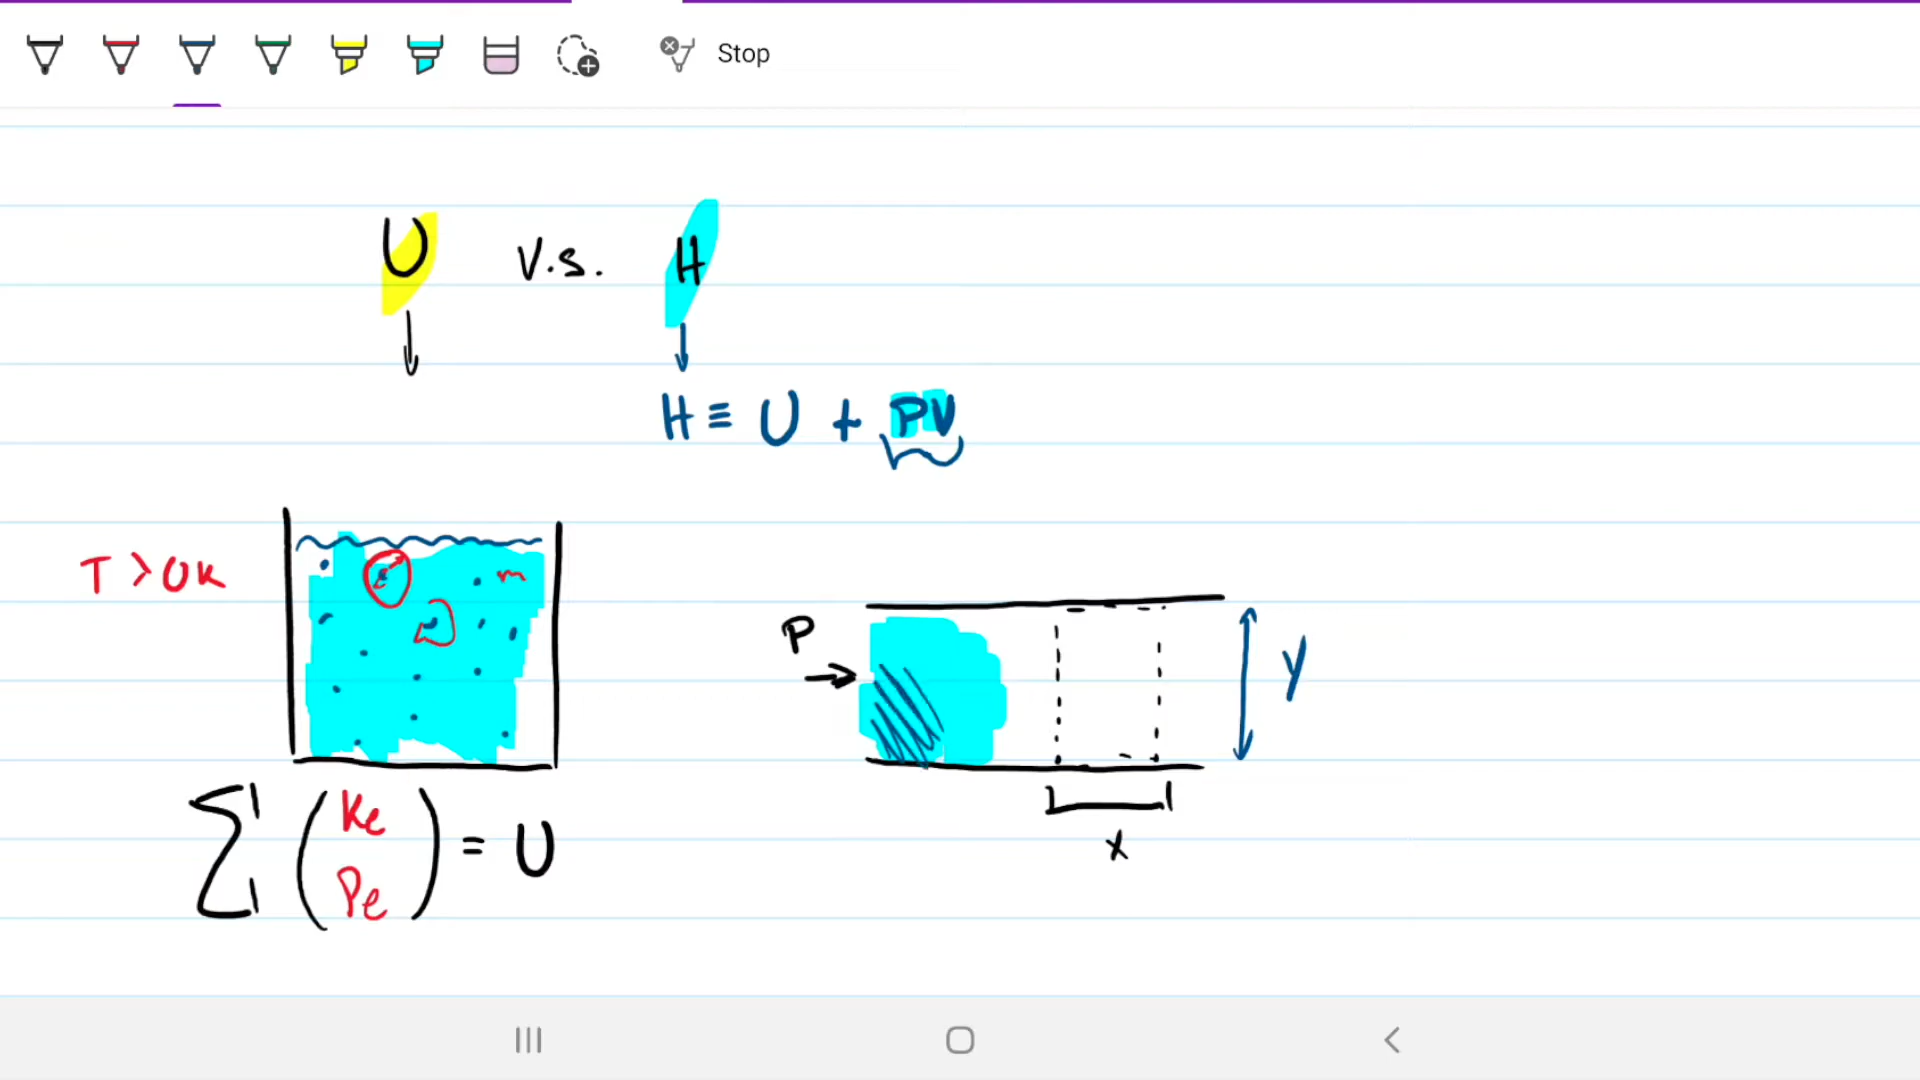 Stop
U v.s. H
H ≡ U + PV
T > 0K
m
P
y
x
∑ (Ke Pe) = U